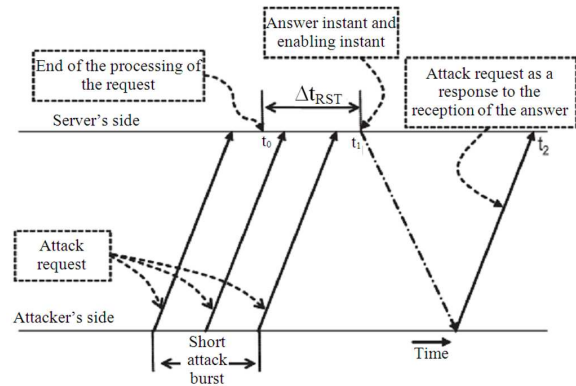 Answer instant and
enabling instant
End of the processing of
the request
Δt_RST
Attack request as a
response to the
reception of the answer
Server's side
t₀
t₁
t₂
Attack
request
Attacker's side
Short
attack
burst
Time